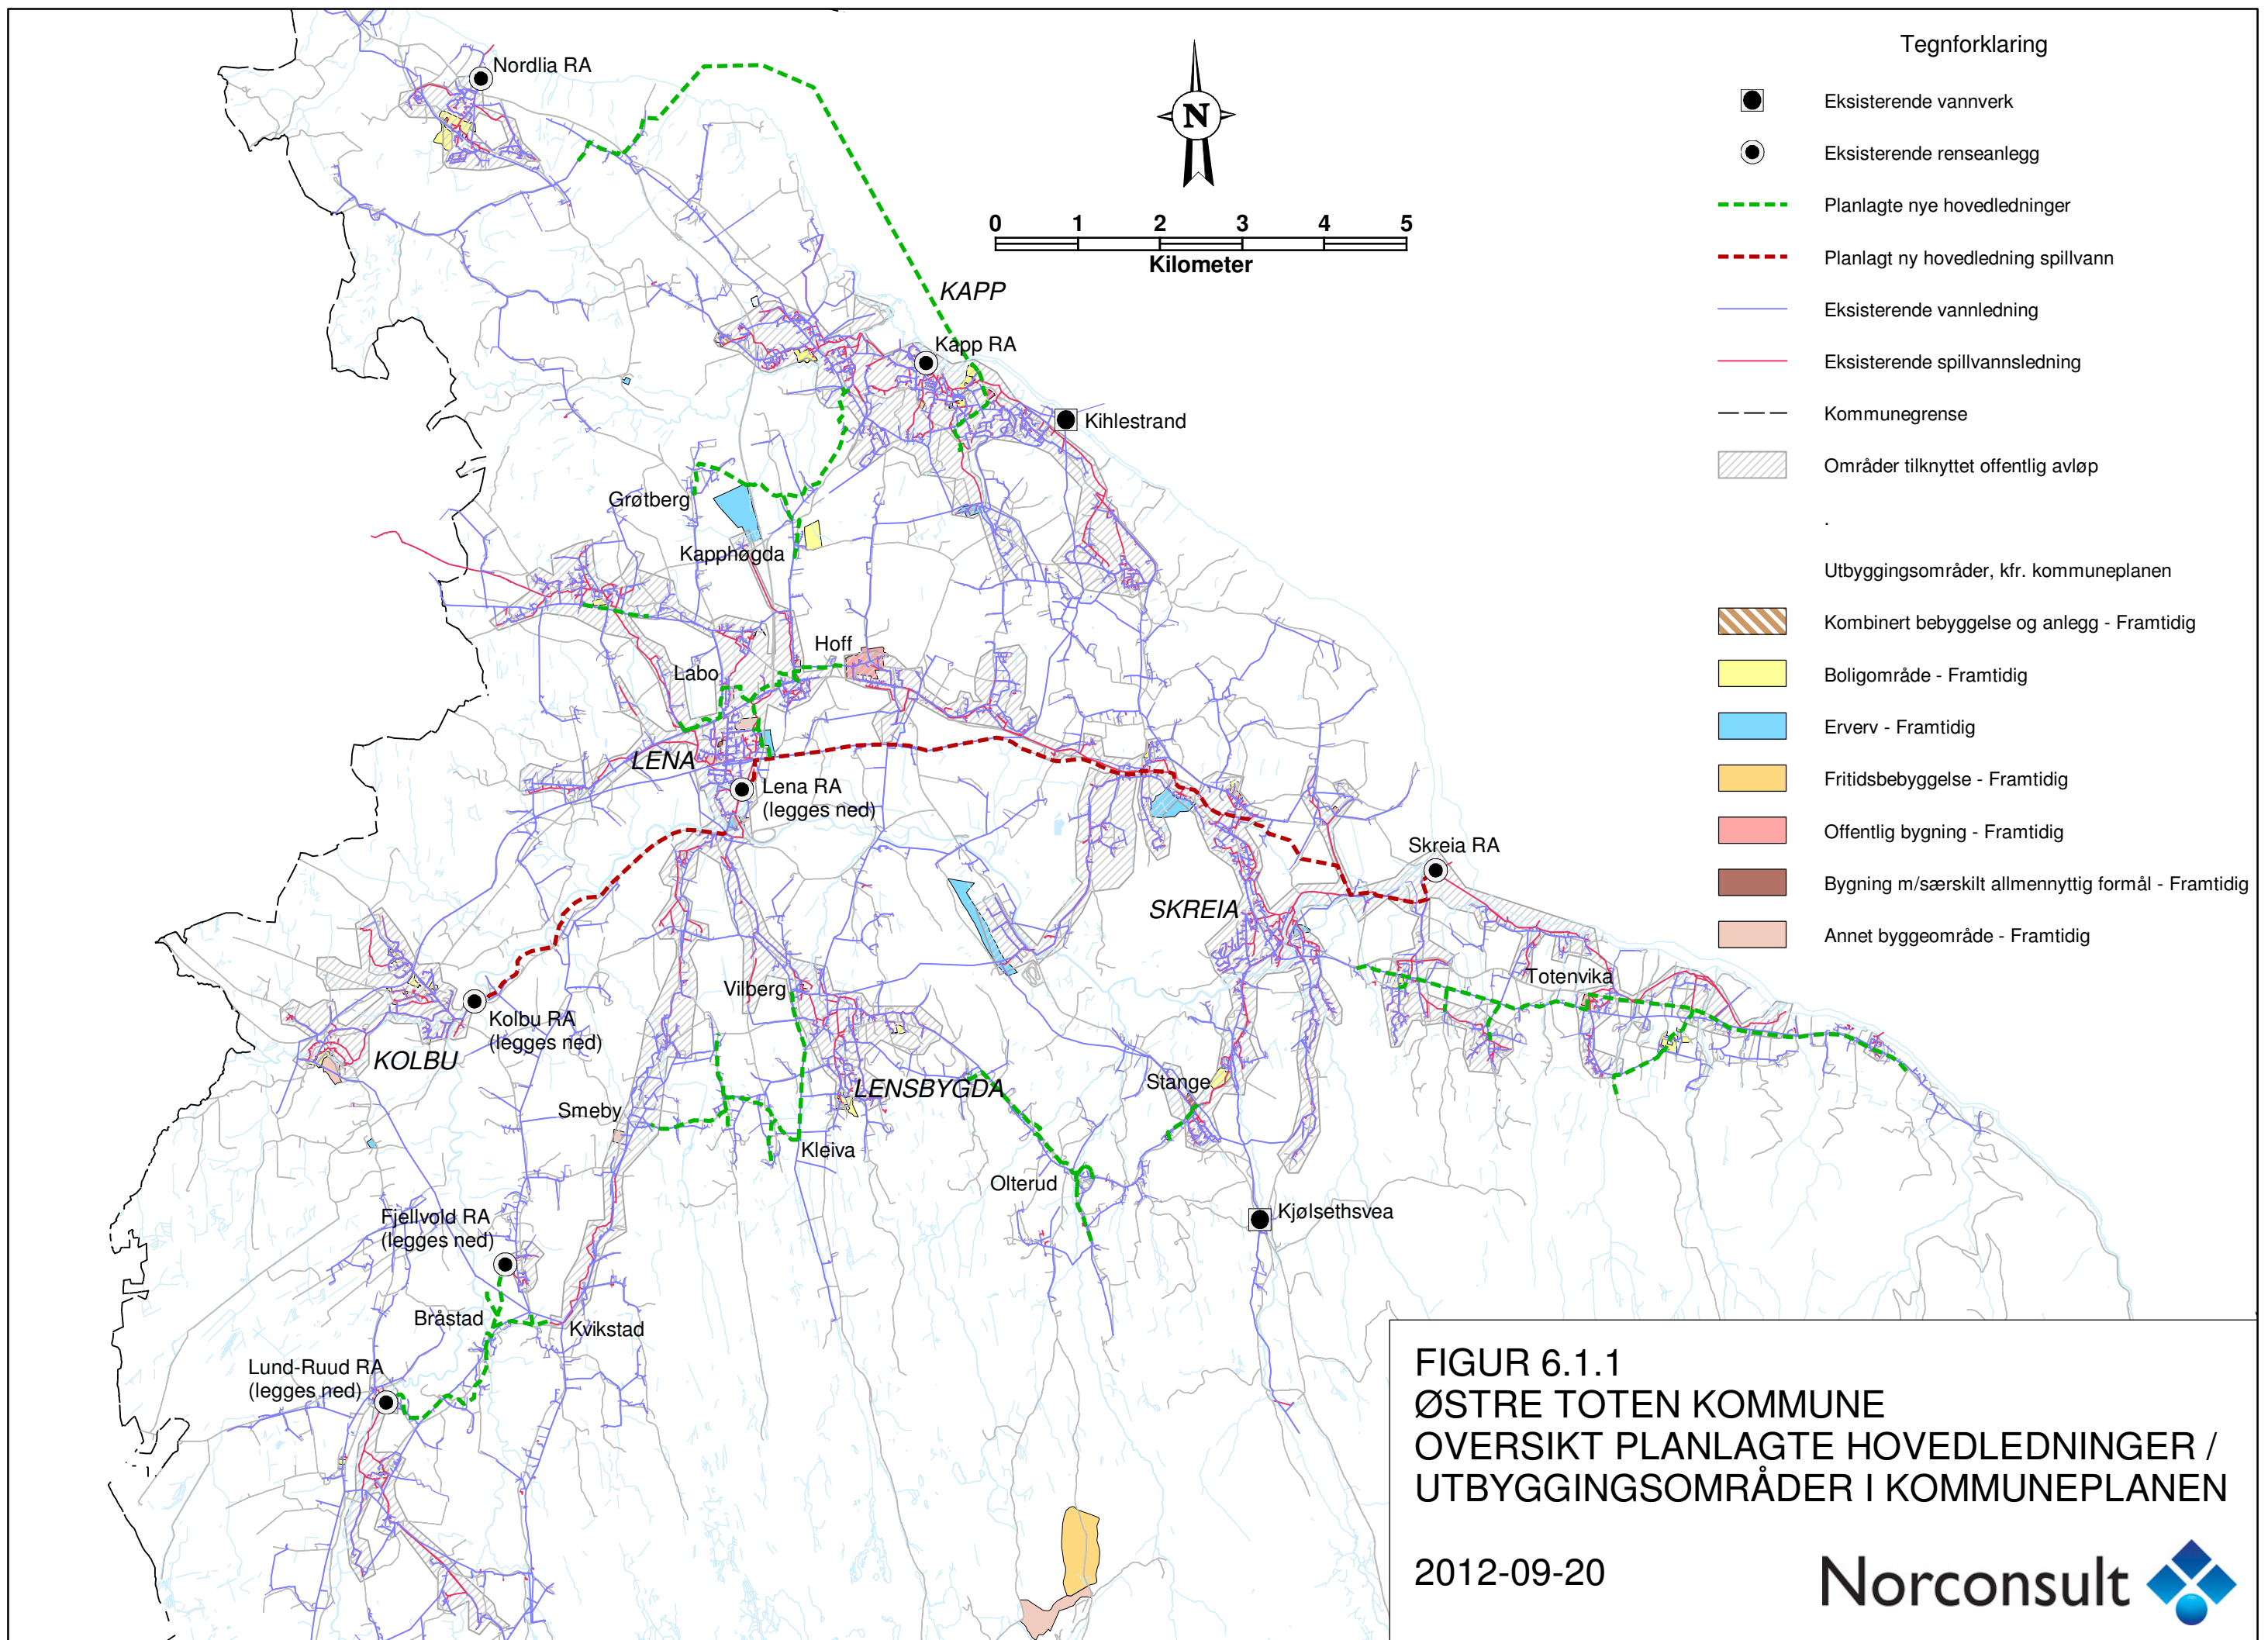 Nordlia RA
N
0 1 2 3 4 5
Kilometer
KAPP
Kapp RA
Kihlestrand
Grøtberg
Kapphøgda
Hoff
Labo
LENA
Lena RA
(legges ned)
Skreia RA
SKREIA
Vilberg
Totenvika
Kolbu RA
(legges ned)
KOLBU
LENSBYGDA
Stange
Smeby
Kleiva
Olterud
Kjølsethsvea
Fjellvold RA
(legges ned)
Bråstad
Kvikstad
Lund-Ruud RA
(legges ned)
Tegnforklaring
Eksisterende vannverk
Eksisterende renseanlegg
Planlagte nye hovedledninger
Planlagt ny hovedledning spillvann
Eksisterende vannledning
Eksisterende spillvannsledning
Kommunegrense
Områder tilknyttet offentlig avløp
.
Utbyggingsområder, kfr. kommuneplanen
Kombinert bebyggelse og anlegg - Framtidig
Boligområde - Framtidig
Erverv - Framtidig
Fritidsbebyggelse - Framtidig
Offentlig bygning - Framtidig
Bygning m/særskilt allmennyttig formål - Framtidig
Annet byggeområde - Framtidig
FIGUR 6.1.1
ØSTRE TOTEN KOMMUNE
OVERSIKT PLANLAGTE HOVEDLEDNINGER /
UTBYGGINGSOMRÅDER I KOMMUNEPLANEN
2012-09-20
Norconsult